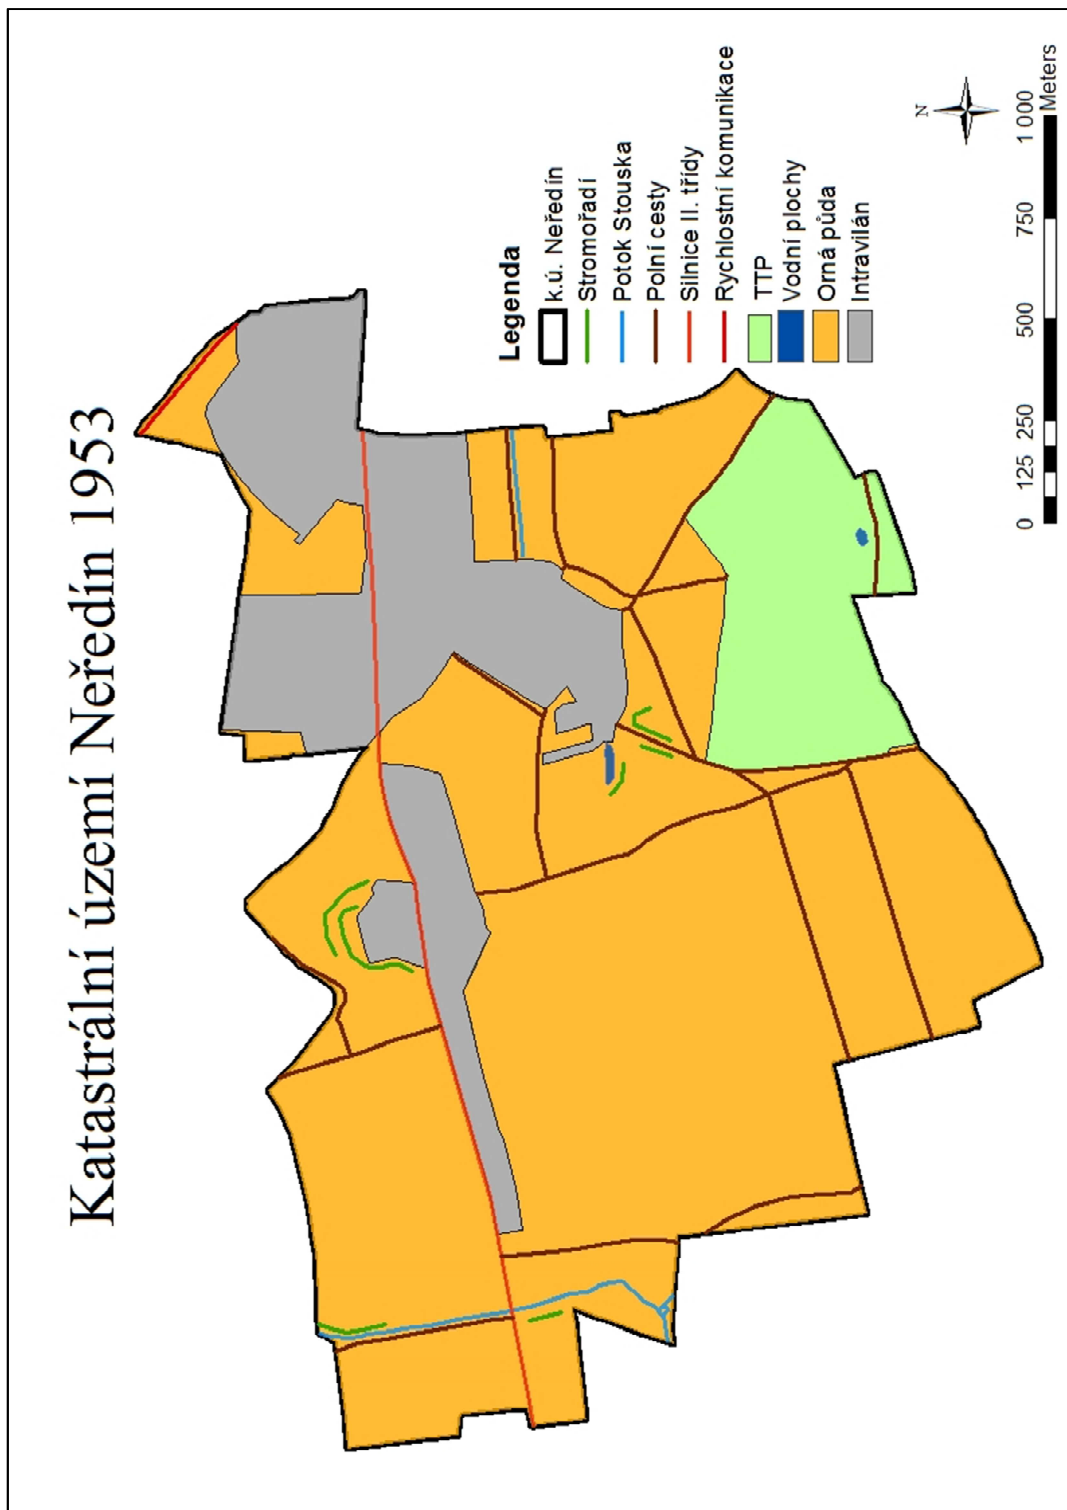 Katastrální území Neředín 1953
Legenda
k.ú. Neředín
Stromořadí
Potok Stouska
Polní cesty
Silnice II. třídy
Rychlostní komunikace
TTP
Vodní plochy
Orná půda
Intravilán
N
0 125 250 500 750 1 000
Meters